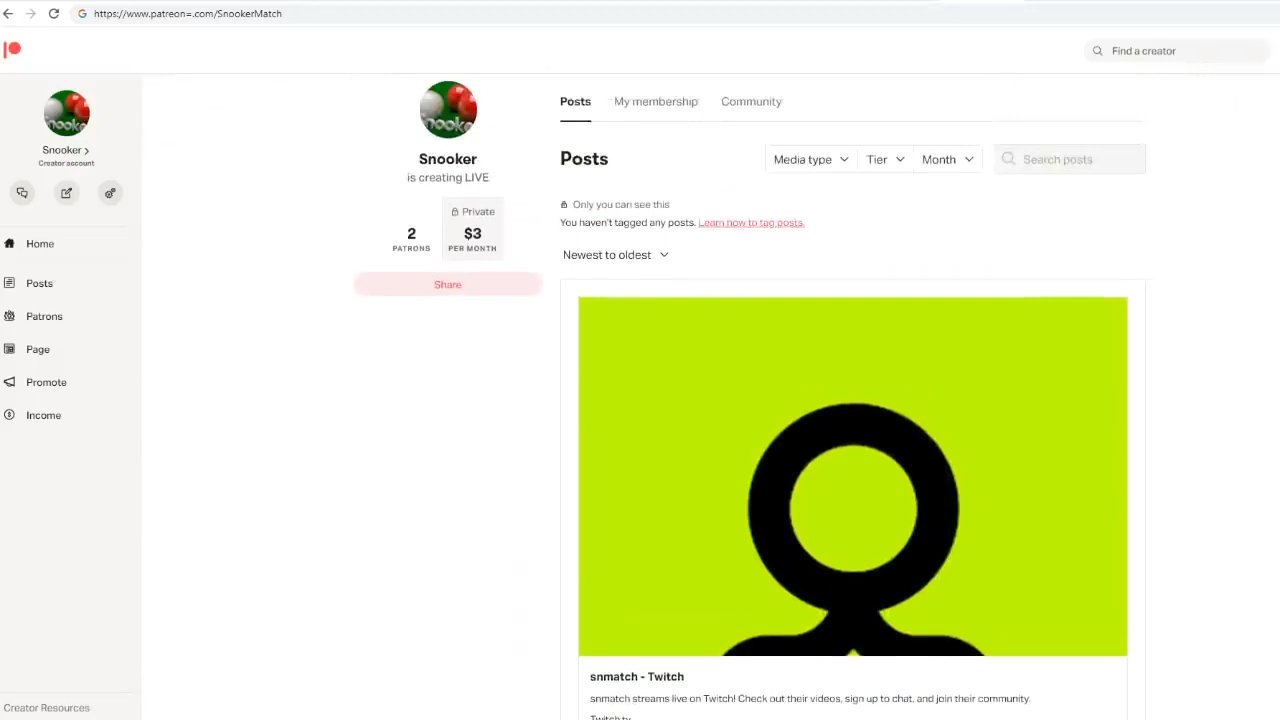 https://www.patreon=.com/SnookerMatch
Find a creator
Snooker
Creator account
Home
Posts
Patrons
Page
Promote
Income
Creator Resources
Snooker
is creating LIVE
2
PATRONS
Private
$3
PER MONTH
Share
Posts My membership Community
Posts
Media type Tier Month Search posts
Only you can see this
You haven't tagged any posts. Learn how to tag posts.
Newest to oldest
snmatch - Twitch
snmatch streams live on Twitch! Check out their videos, sign up to chat, and join their community.
Twitch.tv